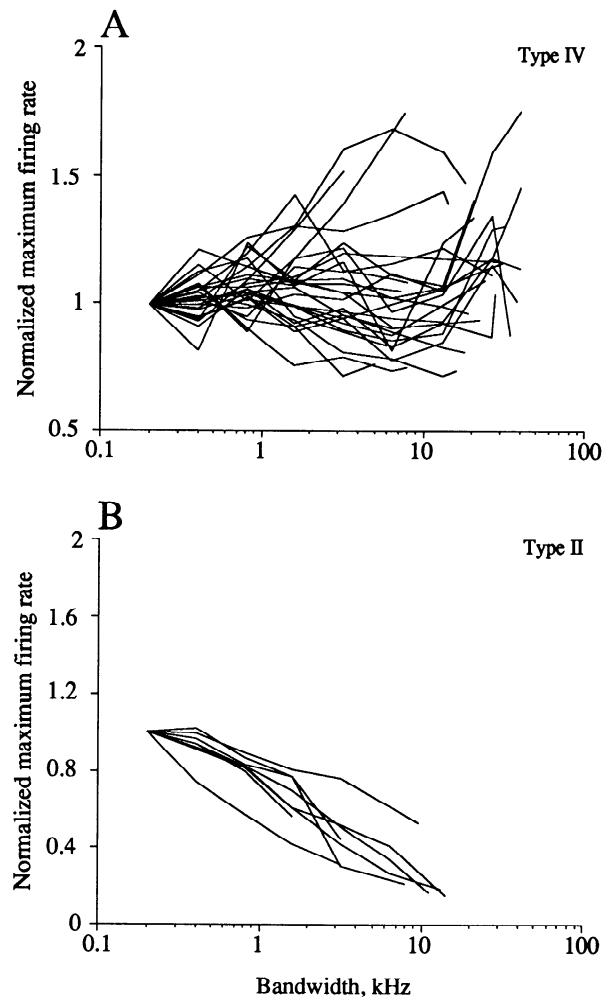 A
Type IV
Normalized maximum firing rate
2
1.5
1
0.5
0.1
1
10
100
B
Type II
Normalized maximum firing rate
2
1.6
1.2
0.8
0.4
0
0.1
1
10
100
Bandwidth, kHz